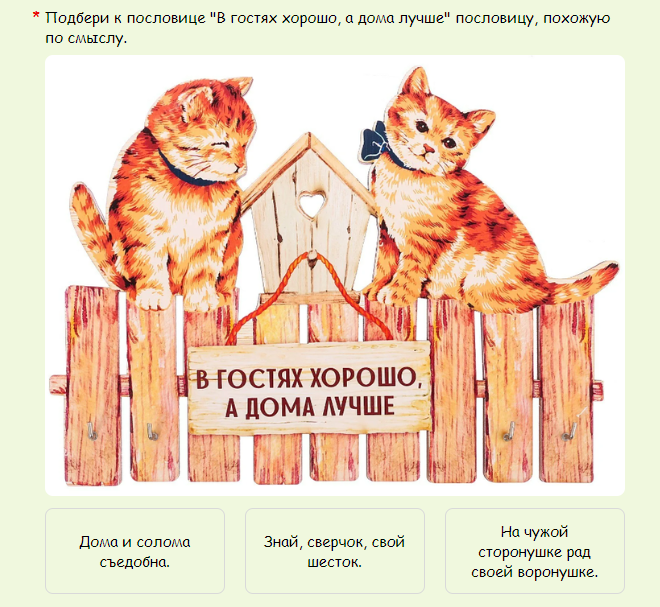 * Подбери к пословице "В гостях хорошо, а дома лучше" пословицу, похожую
по смыслу.
В ГОСТЯХ ХОРОШО,
А ДОМА ЛУЧШЕ
Дома и солома
съедобна.
Знай, сверчок, свой
шесток.
На чужой
сторонушке рад
своей воронушке.